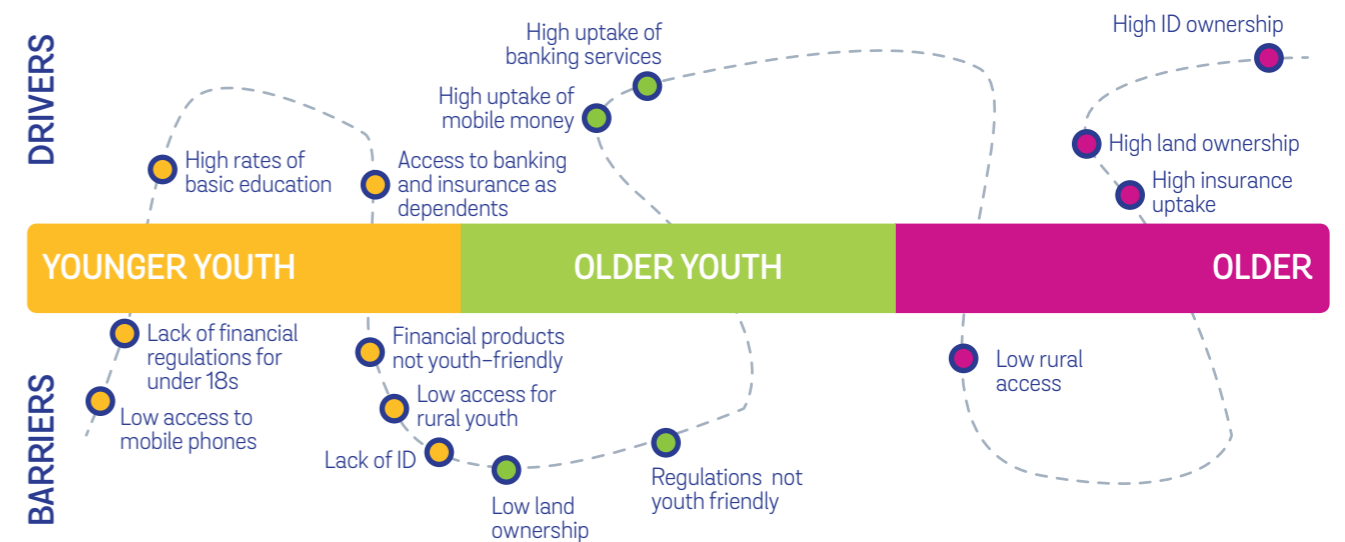 DRIVERS
High rates of
basic education
Access to banking
and insurance as
dependents
High uptake of
mobile money
High uptake of
banking services
High ID ownership
High land ownership
High insurance
uptake
YOUNGER YOUTH
OLDER YOUTH
OLDER
BARRIERS
Lack of financial
regulations for
under 18s
Low access to
mobile phones
Financial products
not youth-friendly
Low access for
rural youth
Lack of ID
Low land
ownership
Regulations not
youth friendly
Low rural
access